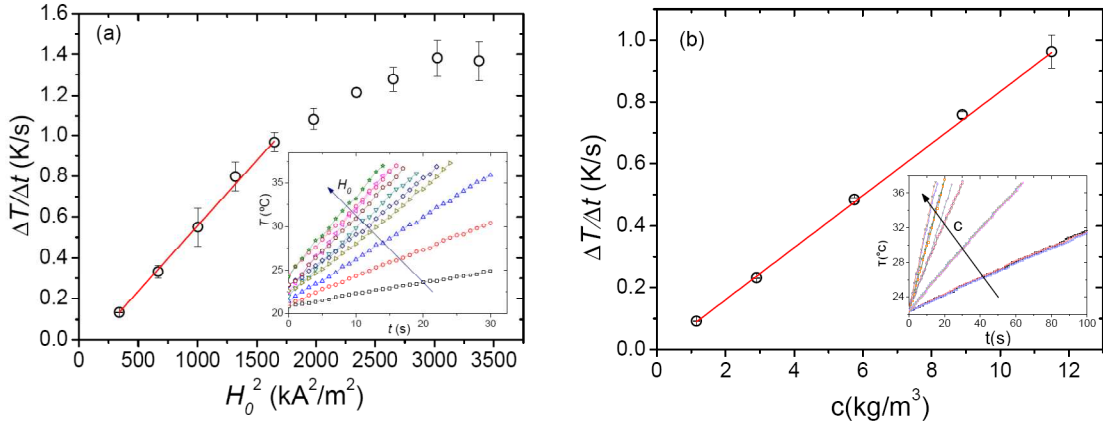 (a)
ΔT/Δt (K/s)
1.6
1.4
1.2
1.0
0.8
0.6
0.4
0.2
0.0
0 500 1000 1500 2000 2500 3000 3500
H₀² (kA²/m²)
T (ºC)
35
30
25
20
H₀
0 10 20 30
t (s)
(b)
ΔT/Δt (K/s)
1.0
0.8
0.6
0.4
0.2
0.0
0 2 4 6 8 10 12
c(kg/m³)
T(°C)
36
32
28
24
c
0 20 40 60 80 100
t(s)